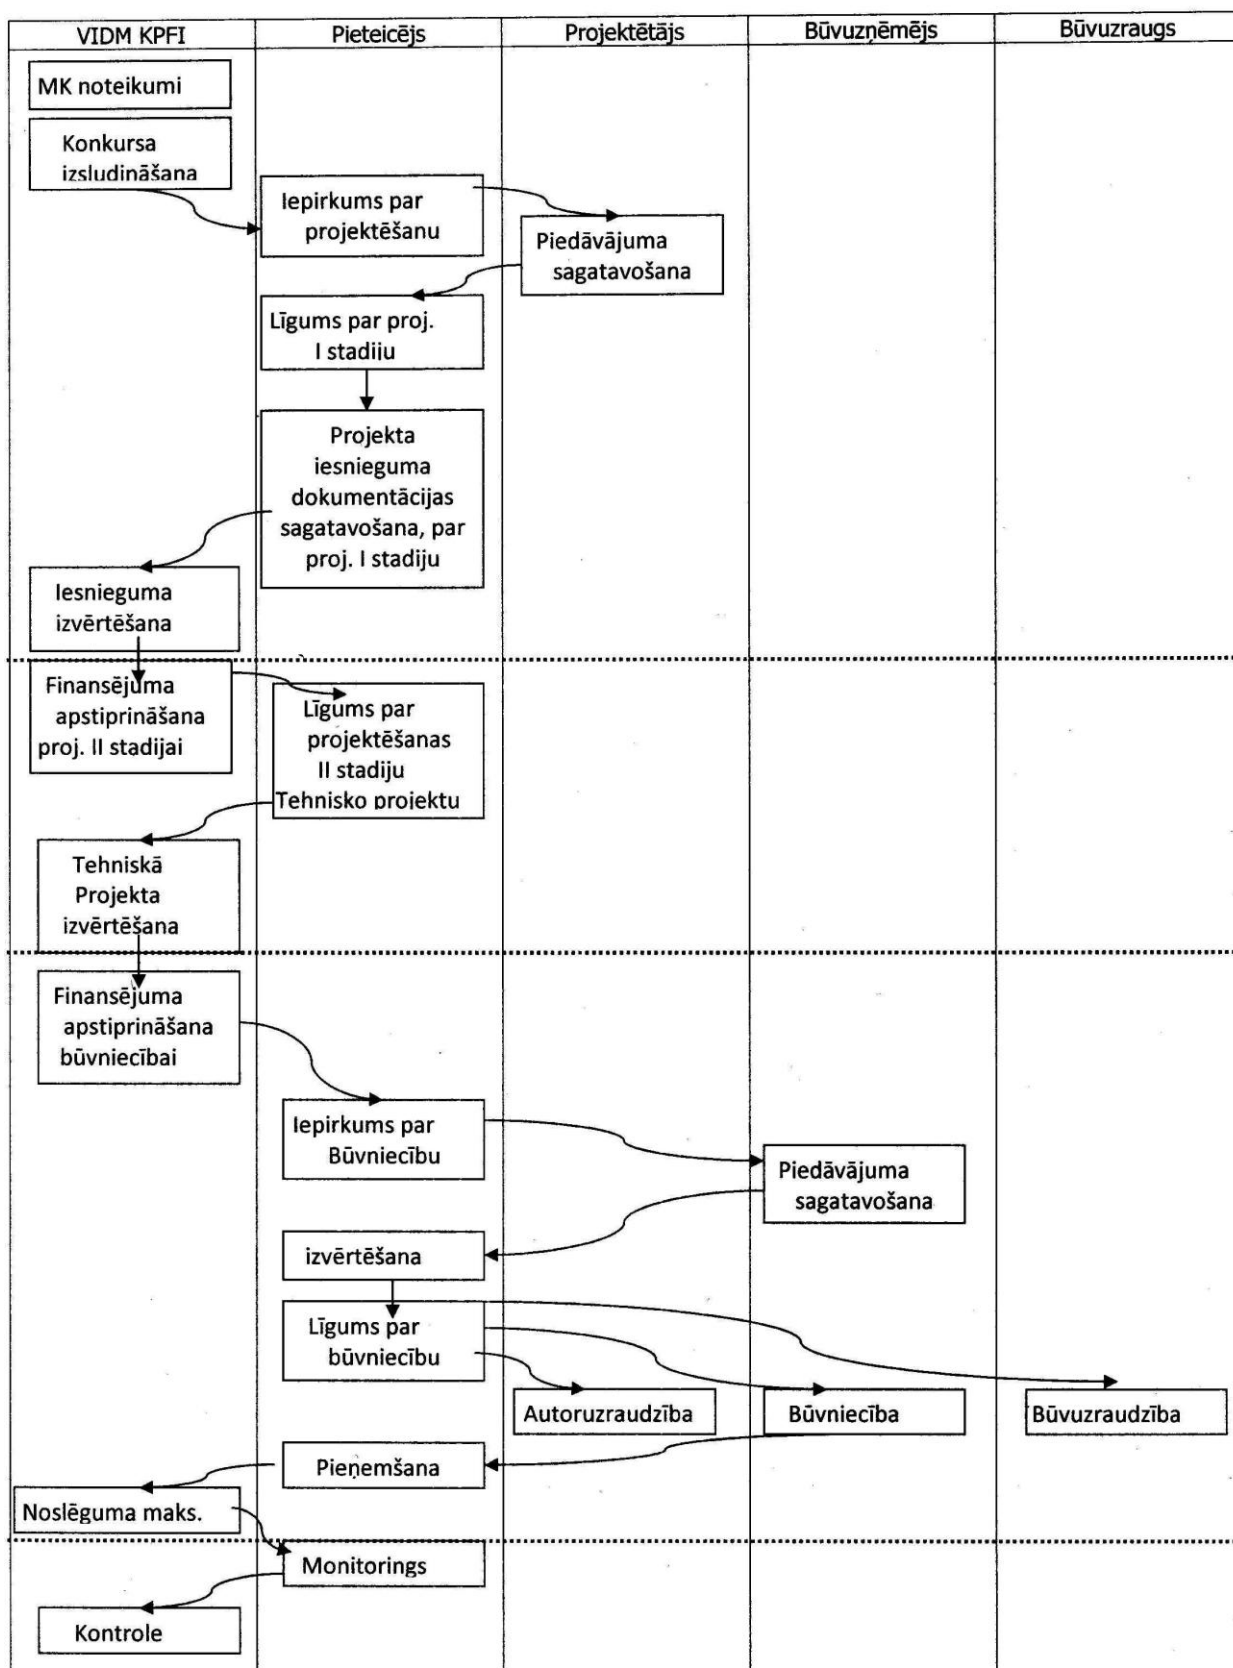 VIDM KPFI
Pieteicējs
Projektētājs
Būvuzņēmējs
Būvuzraugs
MK noteikumi
Konkursa
izsludināšana
Iepirkums par
projektēšanu
Piedāvājuma
sagatavošana
Līgums par proj.
I stadiju
Projekta
iesnieguma
dokumentācijas
sagatavošana, par
proj. I stadiju
Iesnieguma
izvērtēšana
Finansējuma
apstiprināšana
proj. II stadijai
Līgums par
projektēšanas
II stadiju
Tehnisko projektu
Tehniskā
Projekta
izvērtēšana
Finansējuma
apstiprināšana
būvniecībai
Iepirkums par
Būvniecību
Piedāvājuma
sagatavošana
izvērtēšana
Līgums par
būvniecību
Autoruzraudzība
Būvniecība
Būvuzraudzība
Pieņemšana
Noslēguma maks.
Monitorings
Kontrole